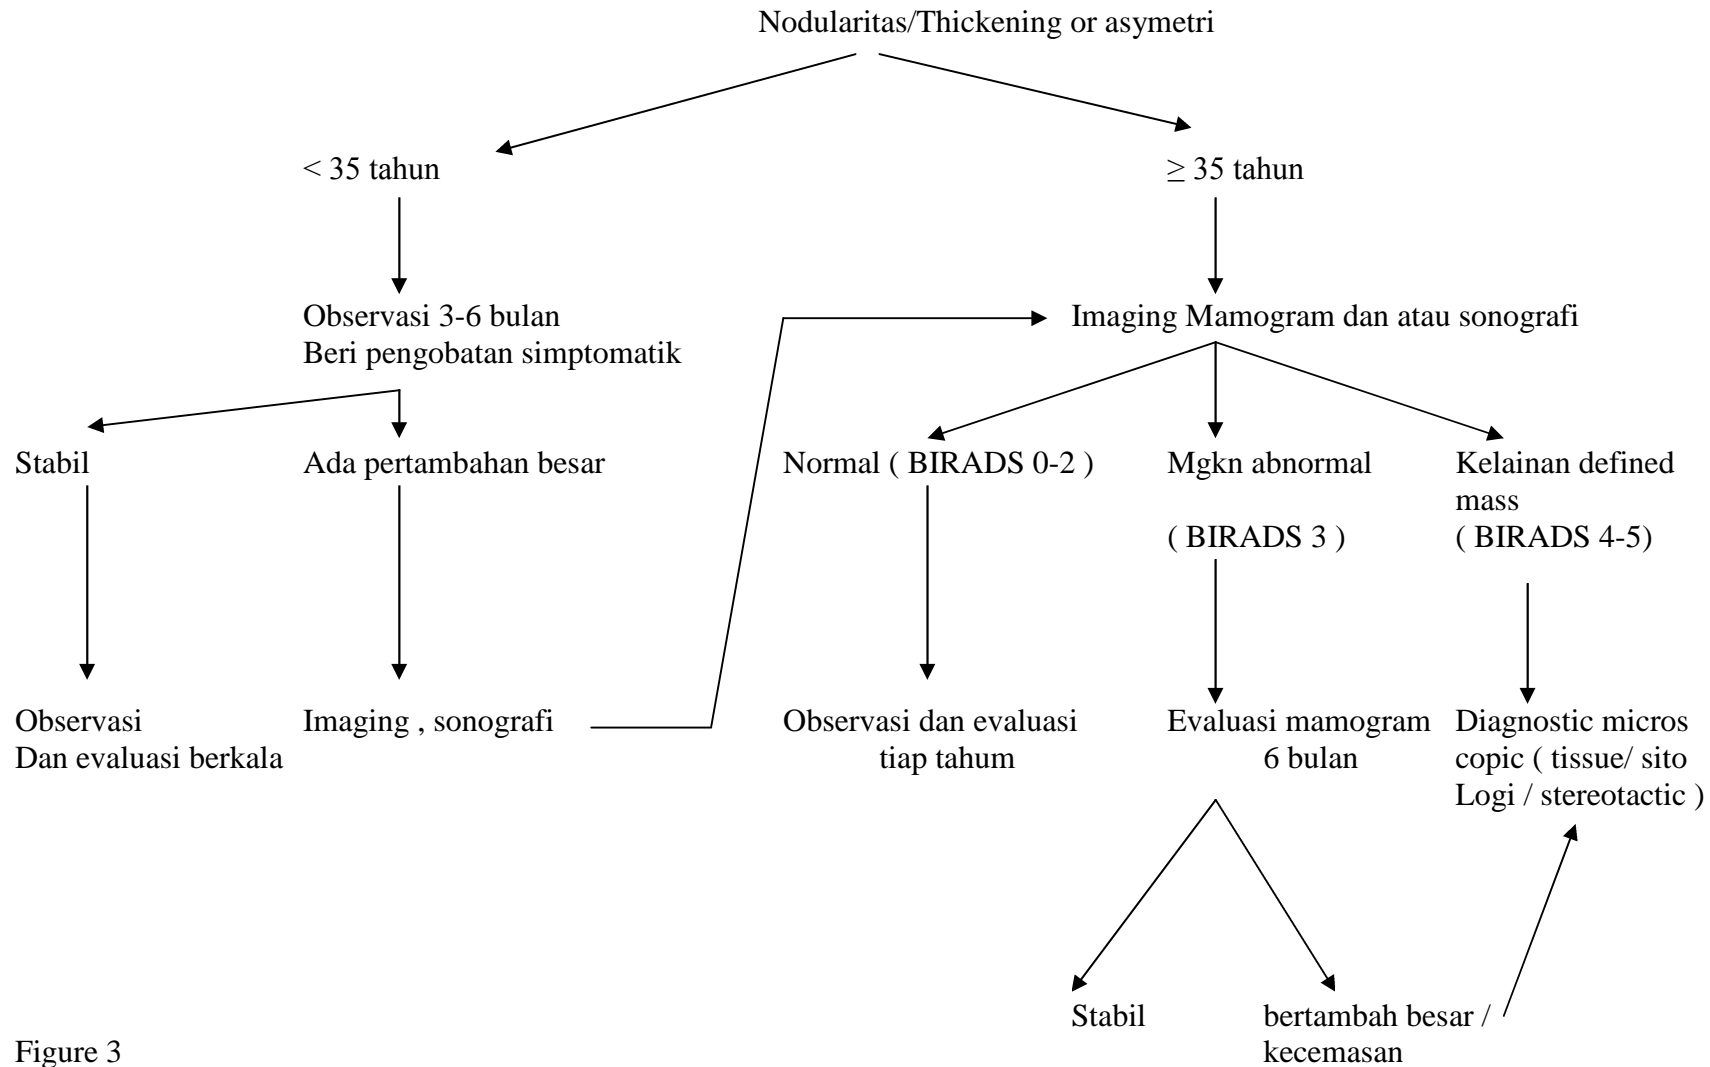 Nodularitas/Thickening or asymetri
< 35 tahun
≥ 35 tahun
Observasi 3-6 bulan
Beri pengobatan simptomatik
Imaging Mamogram dan atau sonografi
Stabil
Ada pertambahan besar
Normal ( BIRADS 0-2 )
Mgkn abnormal
( BIRADS 3 )
Kelainan defined
mass
( BIRADS 4-5)
Observasi
Dan evaluasi berkala
Imaging , sonografi
Observasi dan evaluasi
tiap tahum
Evaluasi mamogram
6 bulan
Diagnostic micros
copic ( tissue/ sito
Logi / stereotactic )
Stabil
bertambah besar /
kecemasan
Figure 3